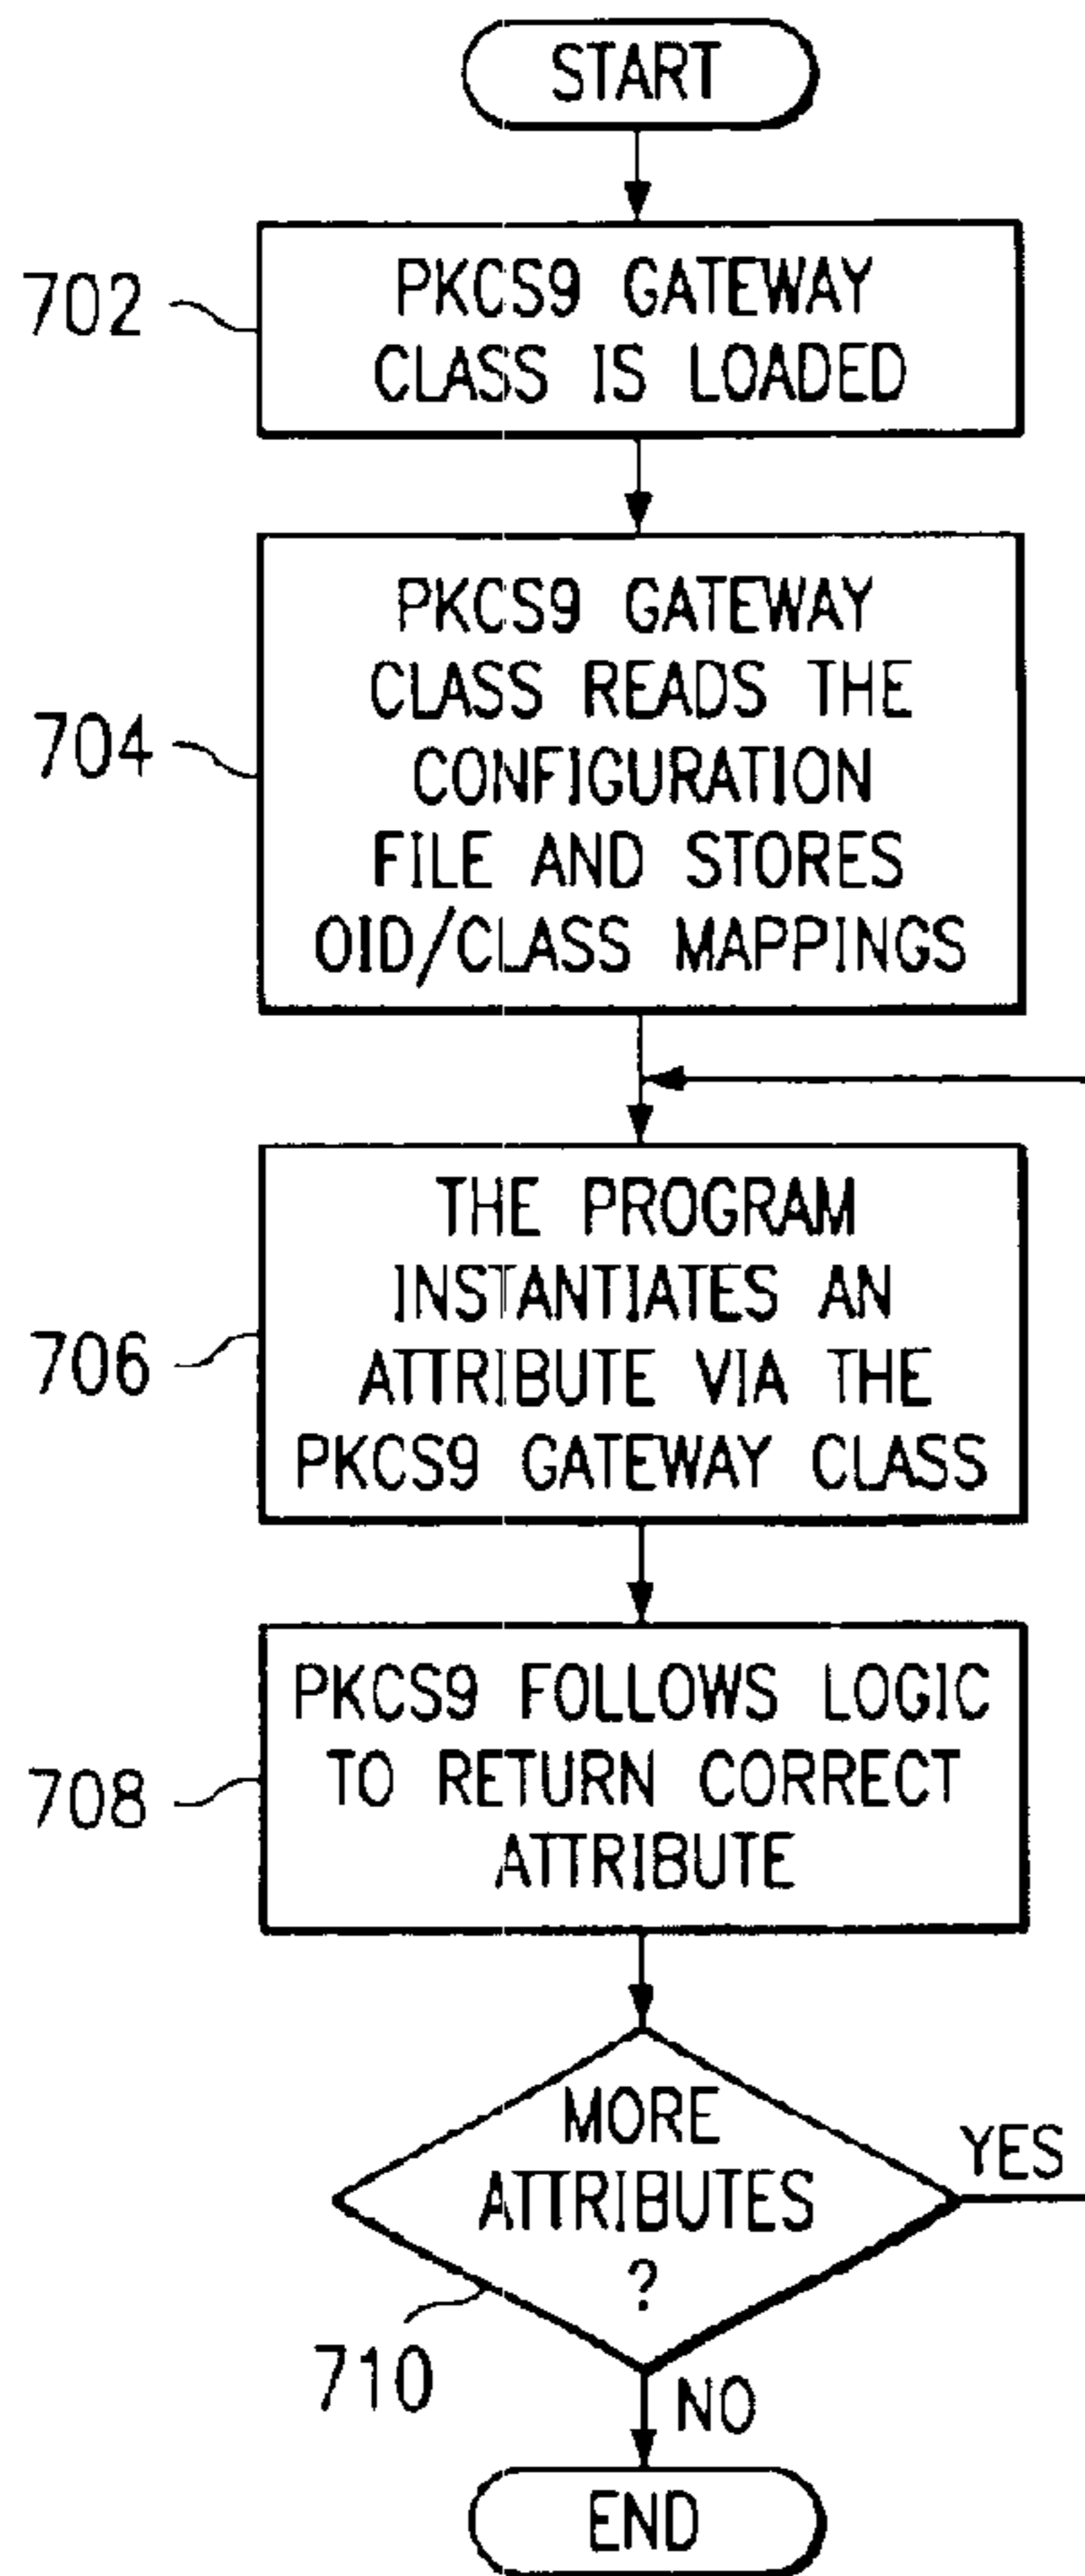 START
702
PKCS9 GATEWAY
CLASS IS LOADED
704
PKCS9 GATEWAY
CLASS READS THE
CONFIGURATION
FILE AND STORES
OID/CLASS MAPPINGS
706
THE PROGRAM
INSTANTIATES AN
ATTRIBUTE VIA THE
PKCS9 GATEWAY CLASS
708
PKCS9 FOLLOWS LOGIC
TO RETURN CORRECT
ATTRIBUTE
MORE
ATTRIBUTES
?
YES
710
NO
END